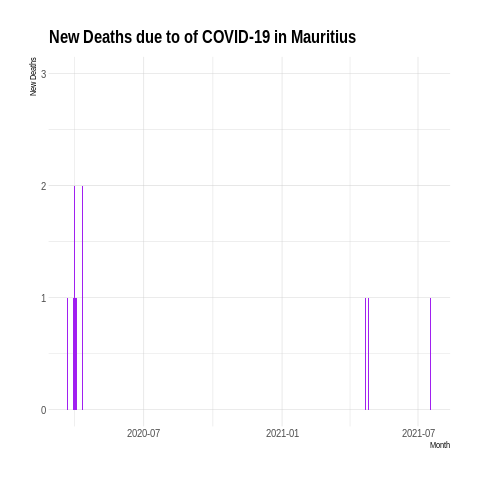 New Deaths due to of COVID-19 in Mauritius
New Deaths
3
2
1
0
2020-07
2021-01
2021-07
Month